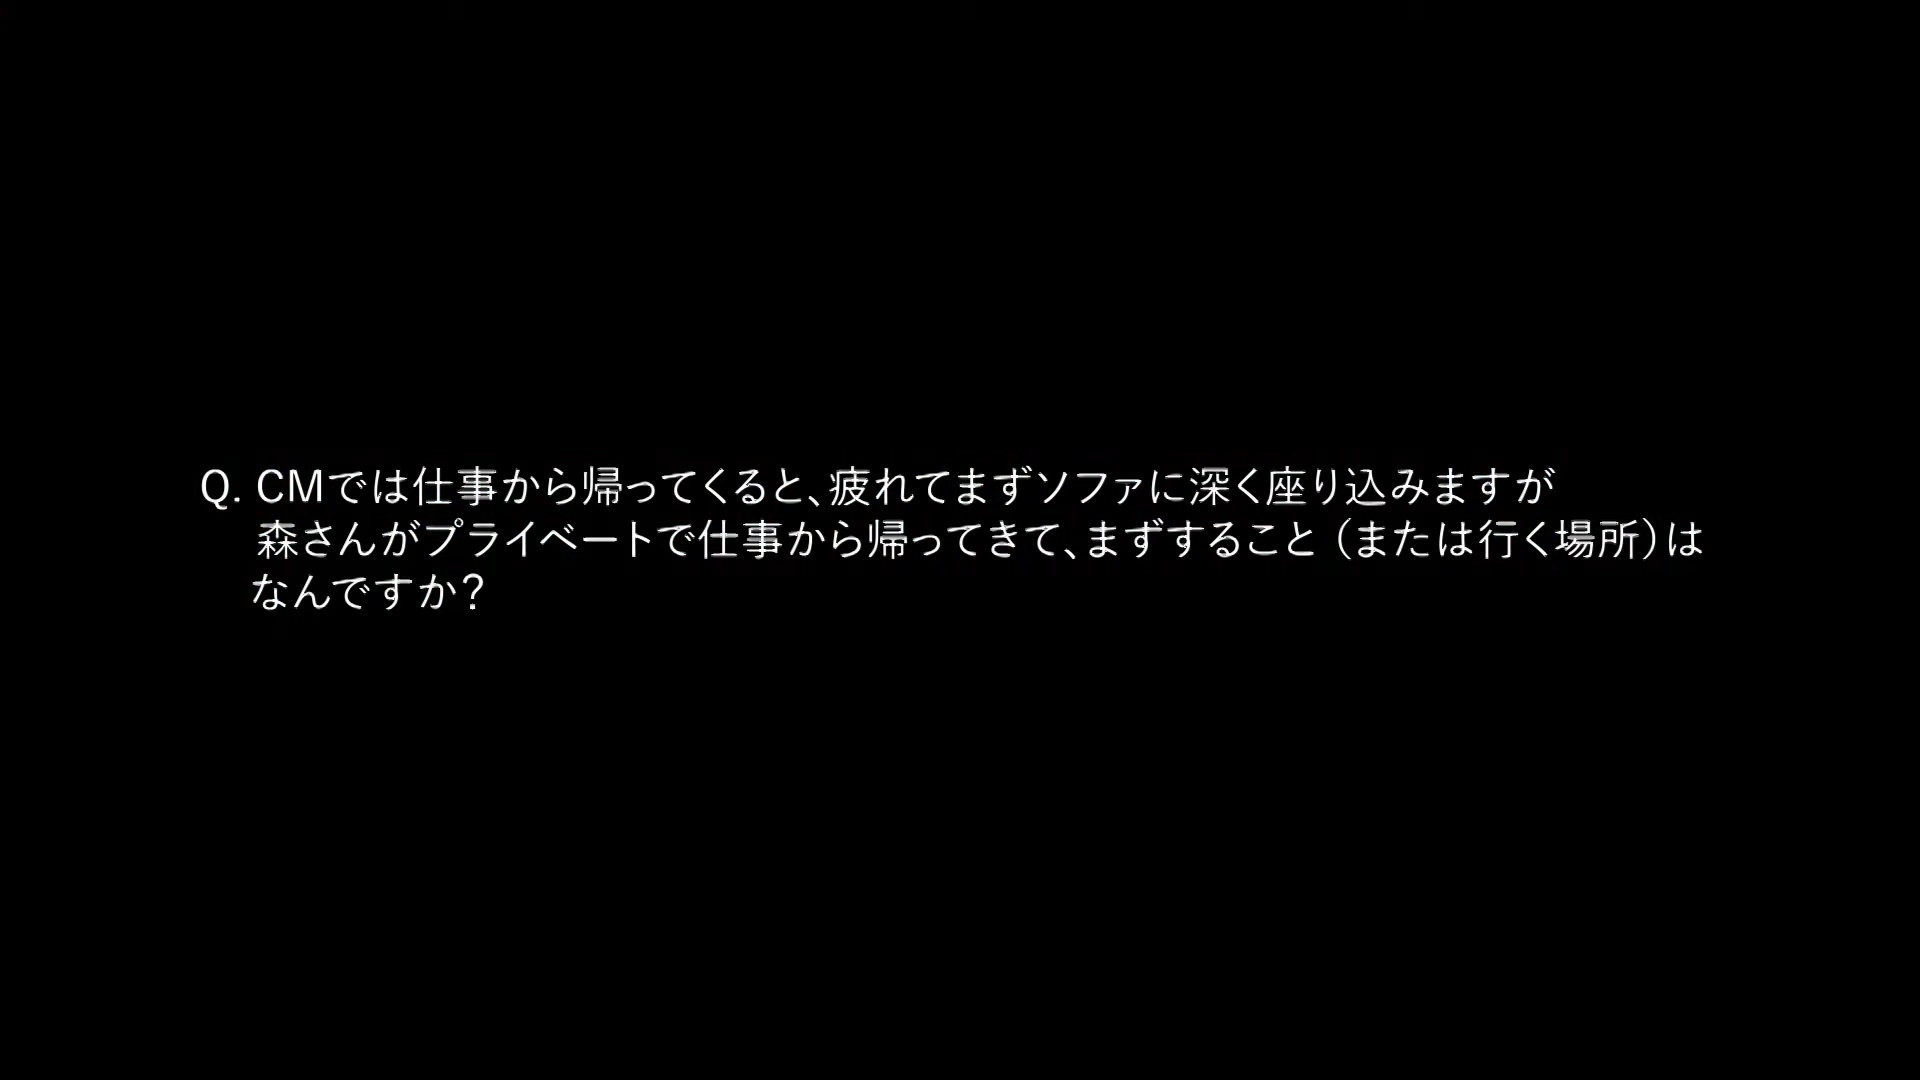 Q. CMでは仕事から帰ってくると、疲れてまずソファに深く座り込みますが
森さんがプライベートで仕事から帰ってきて、まずすること（または行く場所）は
なんですか？